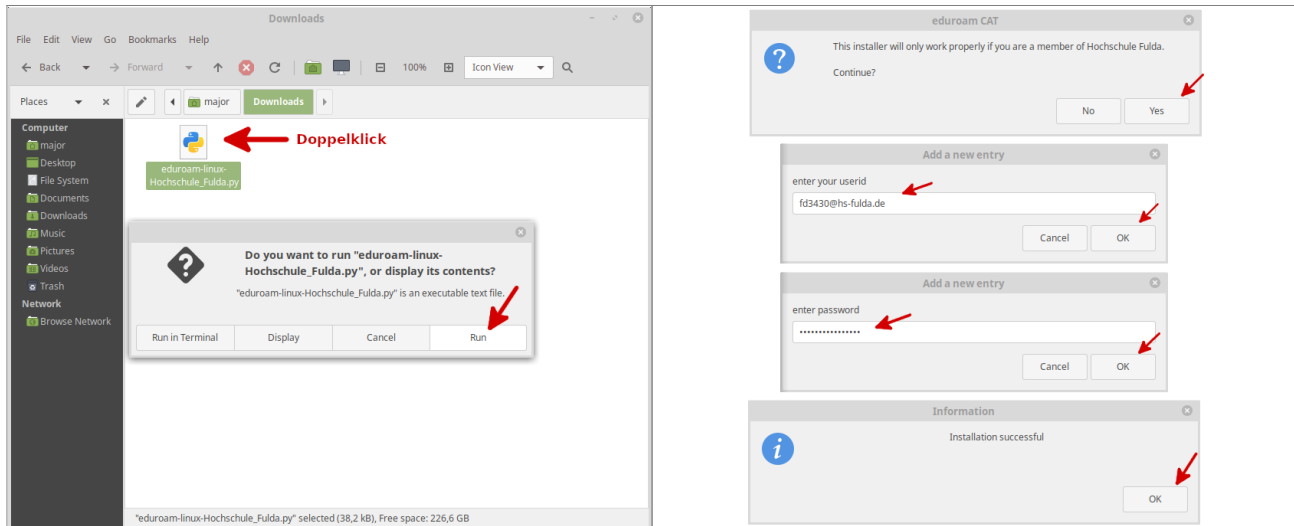 Downloads
File Edit View Go Bookmarks Help
Back Forward 100% Icon View
Places major Downloads
Computer
major
Desktop
File System
Documents
Downloads
Music
Pictures
Videos
Trash
Network
Browse Network
Doppelklick
eduroam-linux-
Hochschule_Fulda.py
Do you want to run "eduroam-linux-
Hochschule_Fulda.py", or display its contents?
"eduroam-linux-Hochschule_Fulda.py" is an executable text file.
Run in Terminal Display Cancel Run
"eduroam-linux-Hochschule_Fulda.py" selected (38,2 kB), Free space: 226,6 GB
eduroam CAT
This installer will only work properly if you are a member of Hochschule Fulda.
Continue?
No Yes
Add a new entry
enter your userid
fd3430@hs-fulda.de
Cancel OK
Add a new entry
enter password
••••••••••••••••
Cancel OK
Information
Installation successful
OK